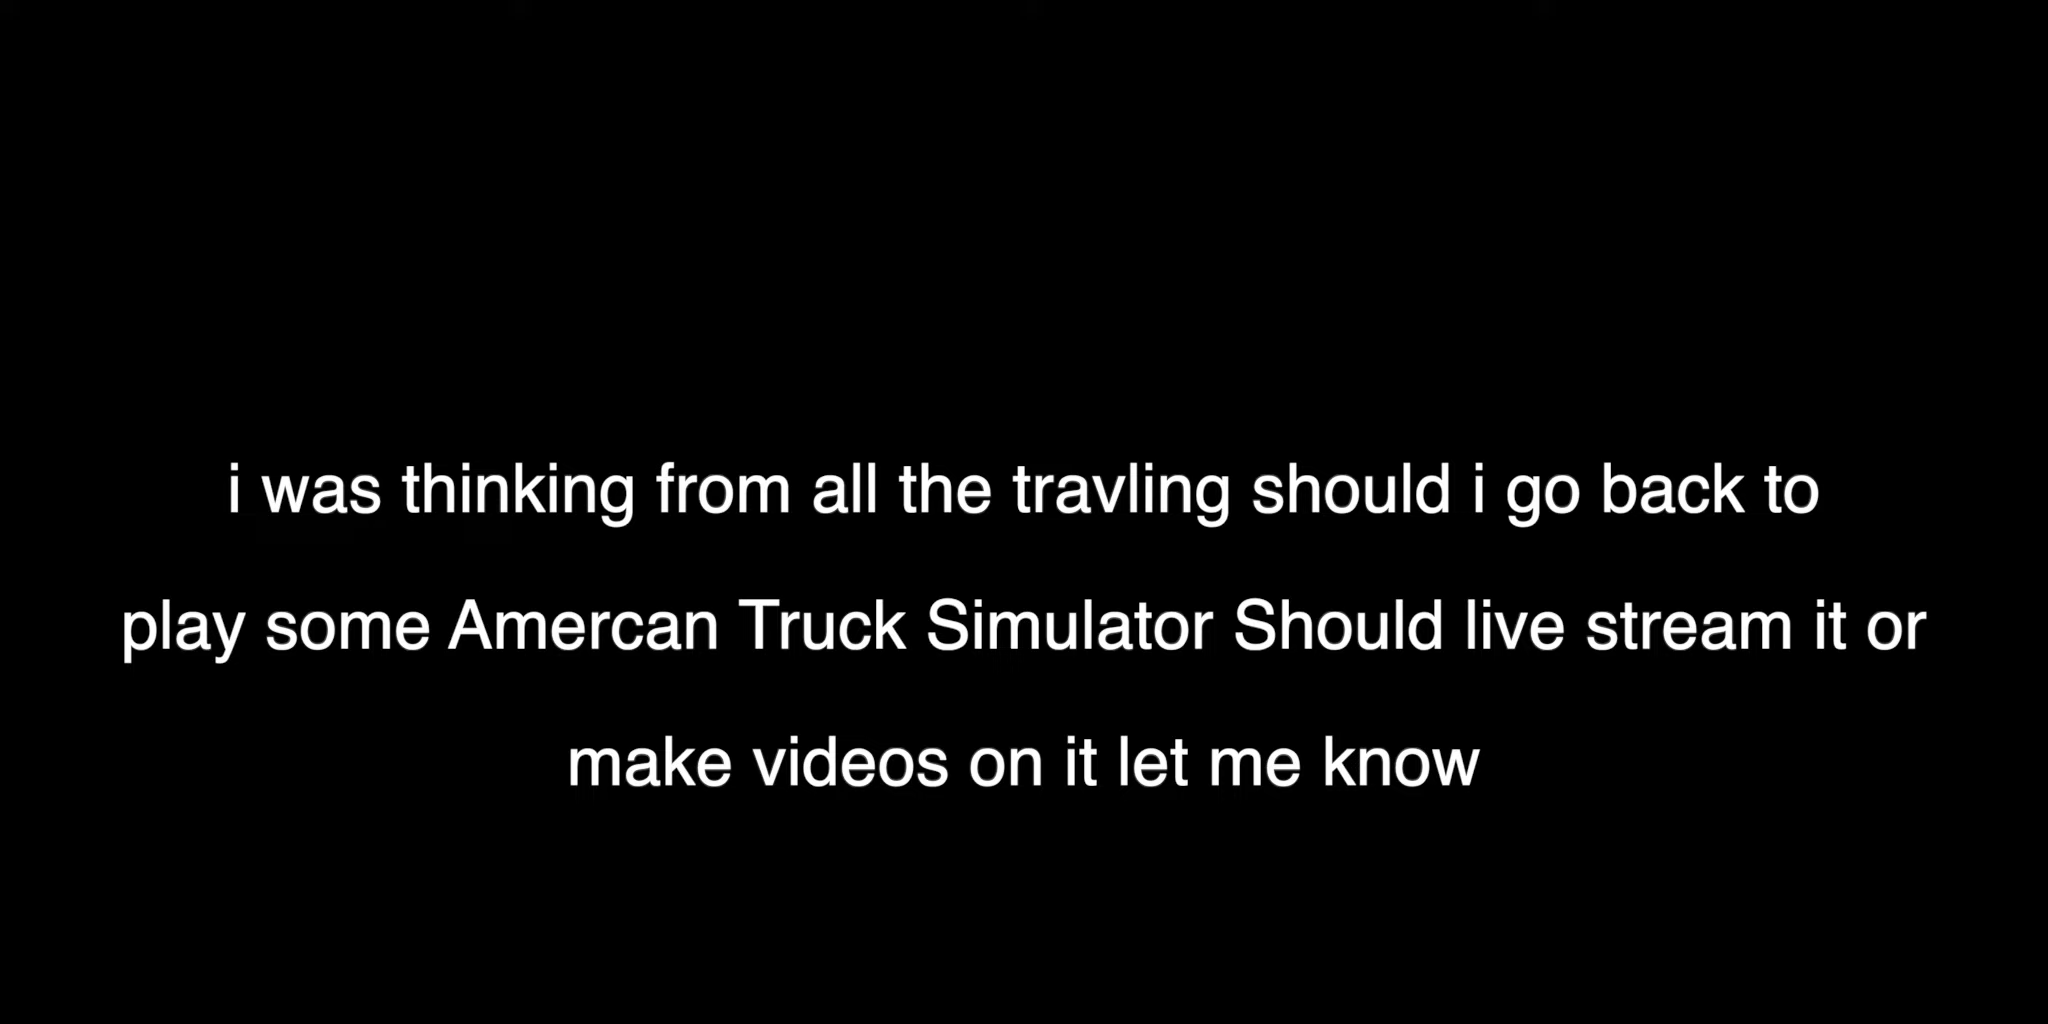 i was thinking from all the travling should i go back to
play some Amercan Truck Simulator Should live stream it or
make videos on it let me know